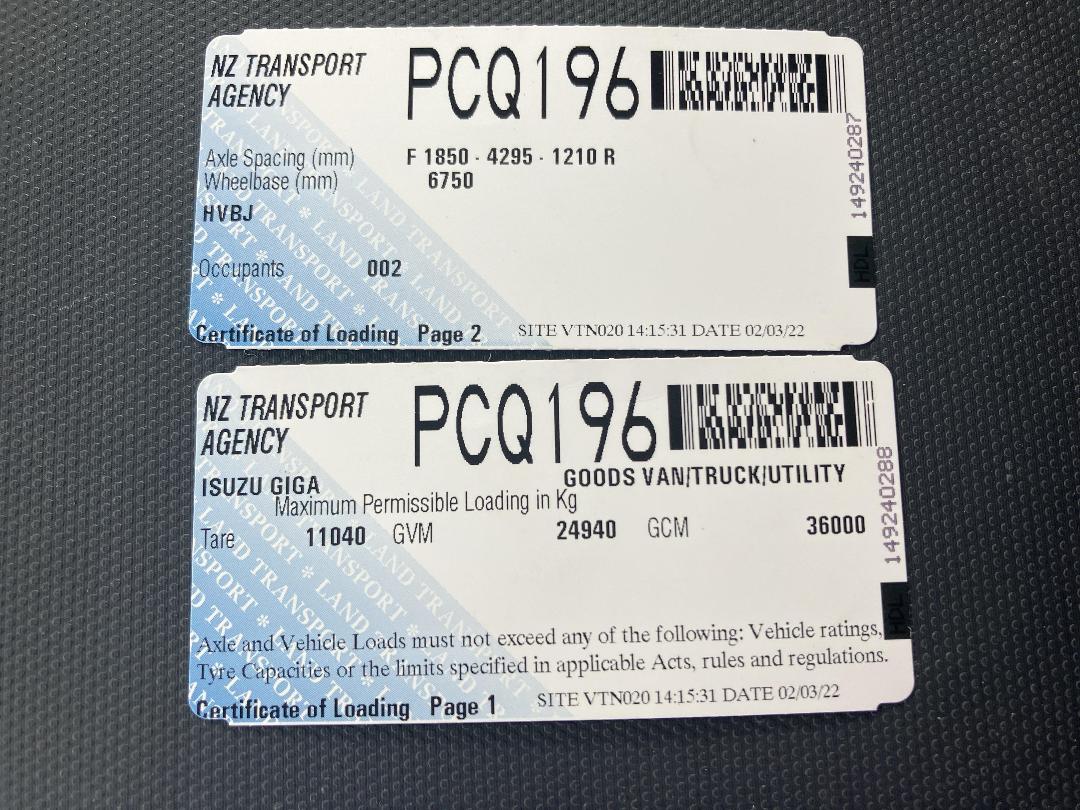 NZ TRANSPORT
AGENCY
PCQ196
149240287
Axle Spacing (mm) F 1850 - 4295 - 1210 R
Wheelbase (mm) 6750
HVBJ
Occupants 002
HDL
Certificate of Loading Page 2 SITE VTN020 14:15:31 DATE 02/03/22
NZ TRANSPORT
AGENCY
PCQ196
149240288
ISUZU GIGA GOODS VAN/TRUCK/UTILITY
Maximum Permissible Loading in Kg
Tare 11040 GVM 24940 GCM 36000
HDL
Axle and Vehicle Loads must not exceed any of the following: Vehicle ratings,
Tyre Capacities or the limits specified in applicable Acts, rules and regulations.
Certificate of Loading Page 1 SITE VTN020 14:15:31 DATE 02/03/22